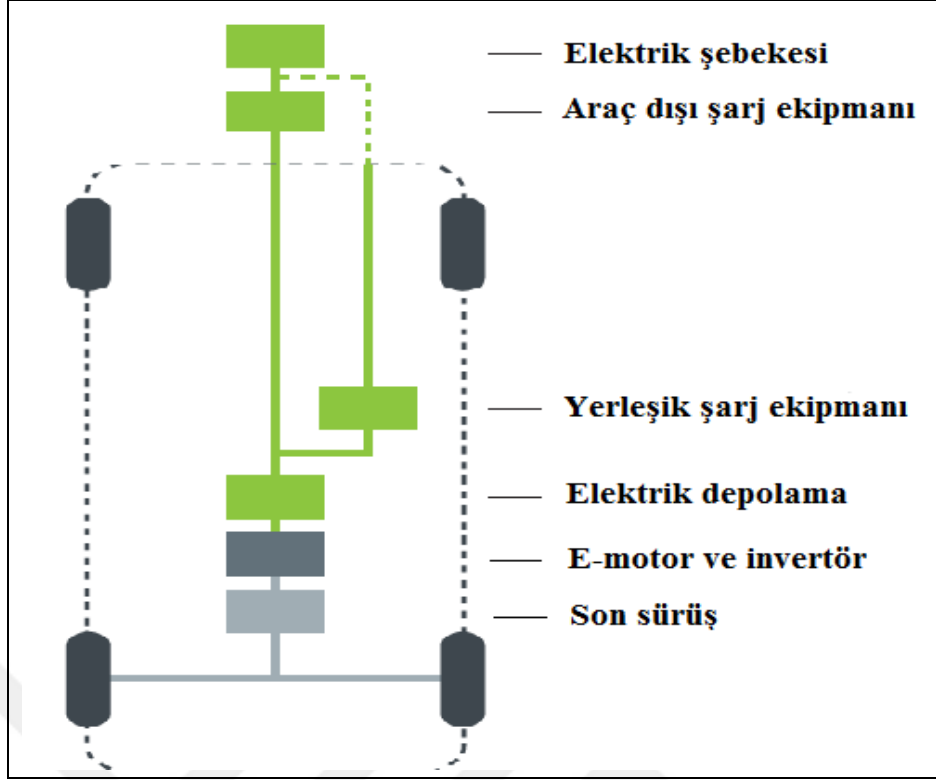 Elektrik şebekesi
Araç dışı şarj ekipmanı
Yerleşik şarj ekipmanı
Elektrik depolama
E-motor ve invertör
Son sürüş